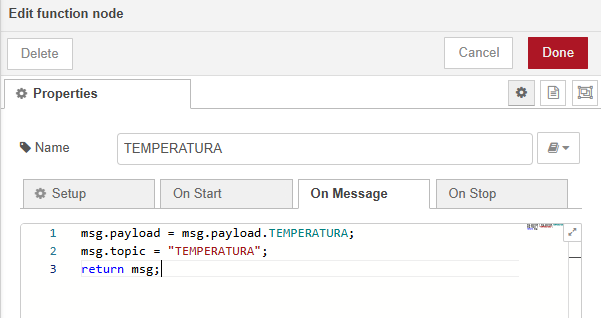 Edit function node
Delete
Cancel
Done
Properties
Name
TEMPERATURA
Setup
On Start
On Message
On Stop
1 msg.payload = msg.payload.TEMPERATURA;
2 msg.topic = "TEMPERATURA";
3 return msg;